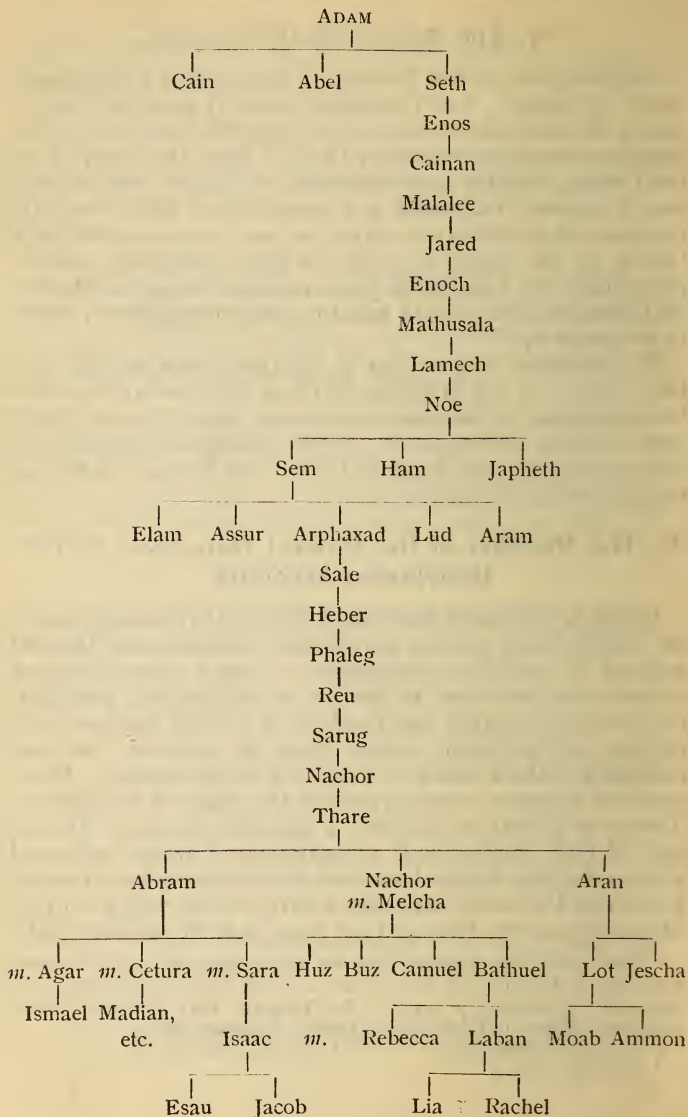 ADAM
Cain Abel Seth
Enos
Cainan
Malalee
Jared
Enoch
Mathusala
Lamech
Noe
Sem Ham Japheth
Elam Assur Arphaxad Lud Aram
Sale
Heber
Phaleg
Reu
Sarug
Nachor
Thare
Abram Nachor Aran
m. Melcha
m. Agar m. Cetura m. Sara Huz Buz Camuel Bathuel Lot Jescha
Ismael Madian,
etc. Isaac m. Rebecca Laban Moab Ammon
Esau Jacob Lia Rachel